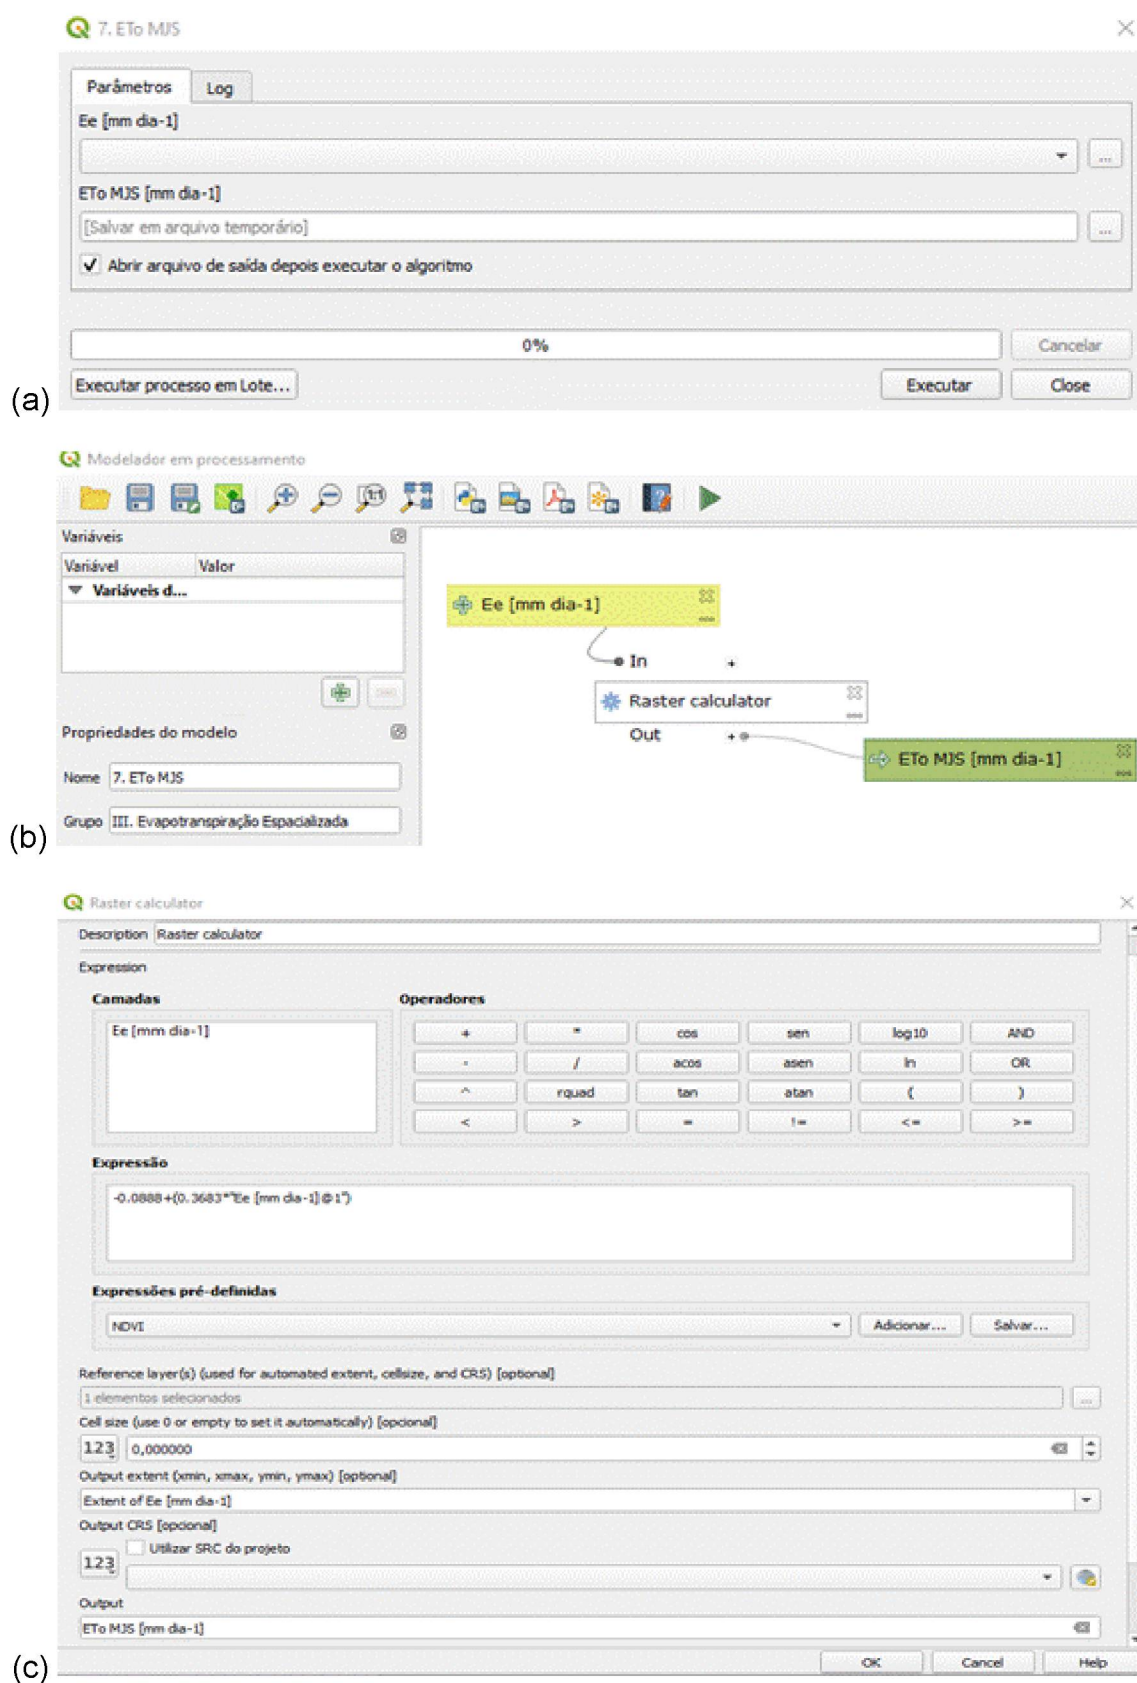 7. ETo MJS
Parâmetros Log
Ee [mm dia-1]
...
ETo MJS [mm dia-1]
[Salvar em arquivo temporário]
...
Abrir arquivo de saída depois executar o algoritmo
0% Cancelar
Executar processo em Lote... Executar Close
(a)
Modelador em processamento
Variáveis
Variável Valor
Variáveis d...
Propriedades do modelo
Nome 7. ETo MJS
Grupo III. Evapotranspiração Espacializada
Ee [mm dia-1]
In +
Raster calculator
Out +
ETo MJS [mm dia-1]
(b)
Raster calculator
Description Raster calculator
Expression
Camadas Operadores
Ee [mm dia-1]
+ * cos sen log10 AND
- / acos asen ln OR
^ rquad tan atan ( )
< > = != <= >=
Expressão
-0.0888+(0.3683*"Ee [mm dia-1]@1")
Expressões pré-definidas
NDVI Adicionar... Salvar...
Reference layer(s) (used for automated extent, cellsize, and CRS) [optional]
1 elementos selecionados ...
Cell size (use 0 or empty to set it automatically) [opcional]
123 0,000000
Output extent (xmin, xmax, ymin, ymax) [optional]
Extent of Ee [mm dia-1]
Output CRS [opcional]
Utilizar SRC do projeto
123
Output
ETo MJS [mm dia-1]
OK Cancel Help
(c)